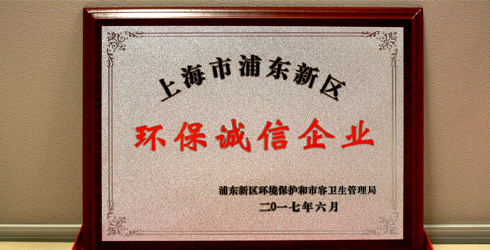 上海市浦东新区
环保诚信企业
浦东新区环境保护和市容卫生管理局
二〇一七年六月